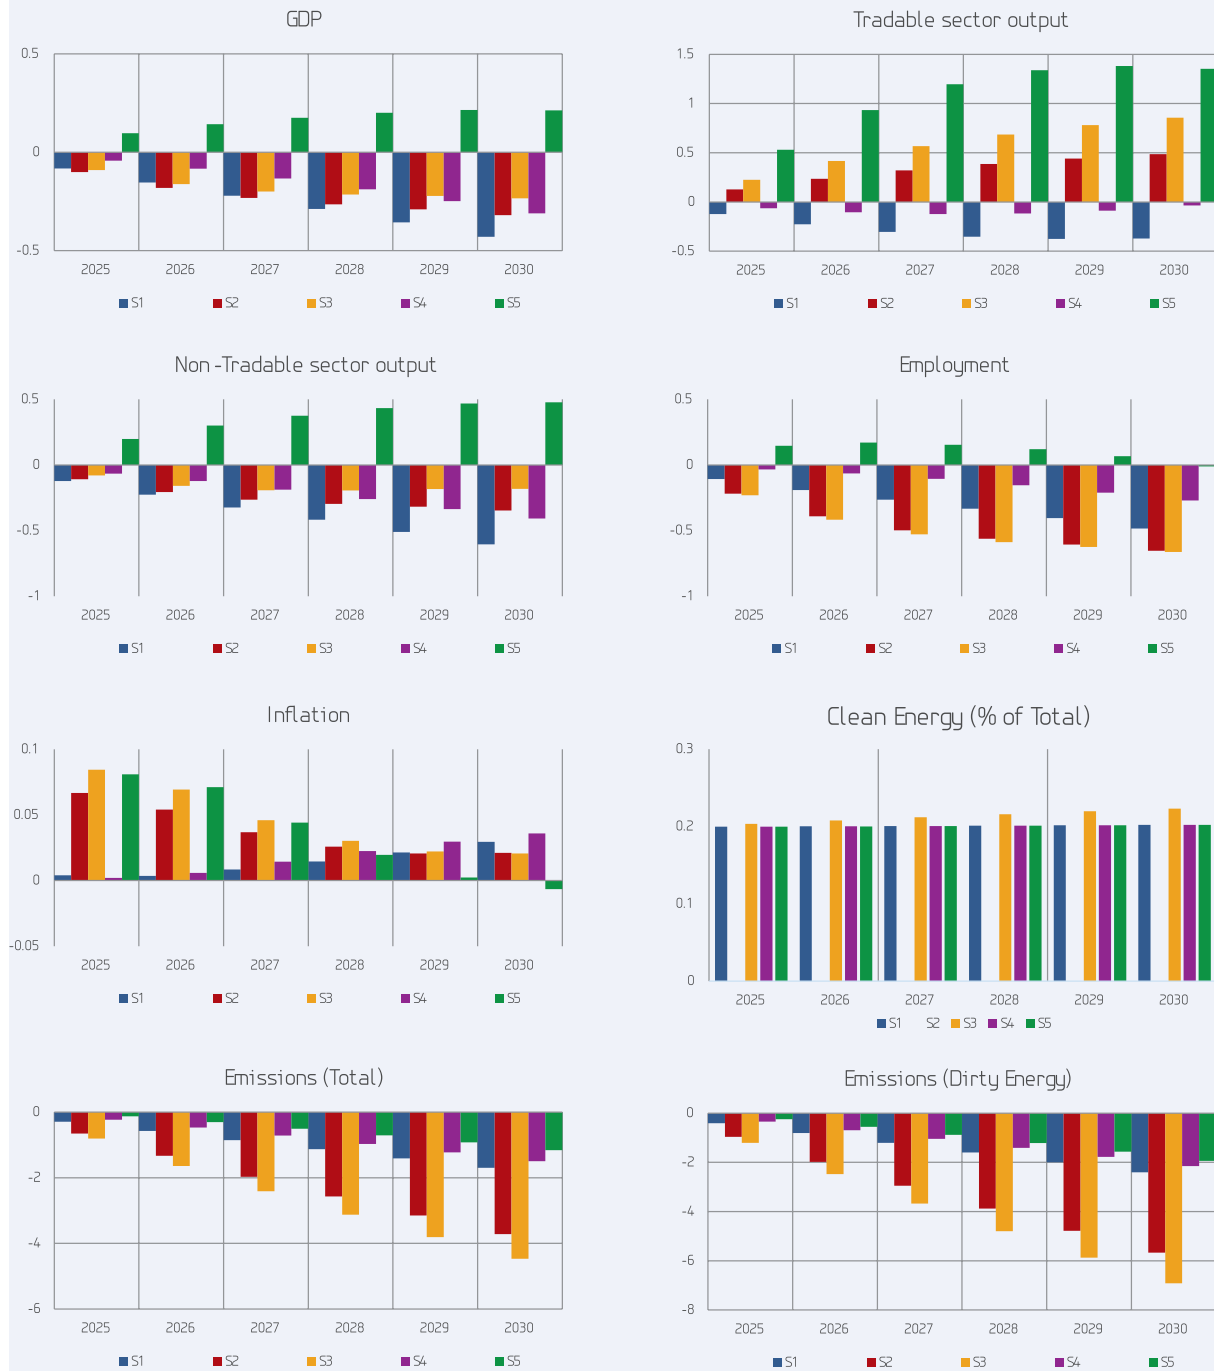 GDP
0.5
0
-0.5
2025 2026 2027 2028 2029 2030
S1 S2 S3 S4 S5
Tradable sector output
1.5
1
0.5
0
-0.5
2025 2026 2027 2028 2029 2030
S1 S2 S3 S4 S5
Non -Tradable sector output
0.5
0
-0.5
-1
2025 2026 2027 2028 2029 2030
S1 S2 S3 S4 S5
Employment
0.5
0
-0.5
-1
2025 2026 2027 2028 2029 2030
S1 S2 S3 S4 S5
Inflation
0.1
0.05
0
-0.05
2025 2026 2027 2028 2029 2030
S1 S2 S3 S4 S5
Clean Energy (% of Total)
0.3
0.2
0.1
0
2025 2026 2027 2028 2029 2030
S1 S2 S3 S4 S5
Emissions (Total)
0
-2
-4
-6
2025 2026 2027 2028 2029 2030
S1 S2 S3 S4 S5
Emissions (Dirty Energy)
0
-2
-4
-6
-8
2025 2026 2027 2028 2029 2030
S1 S2 S3 S4 S5